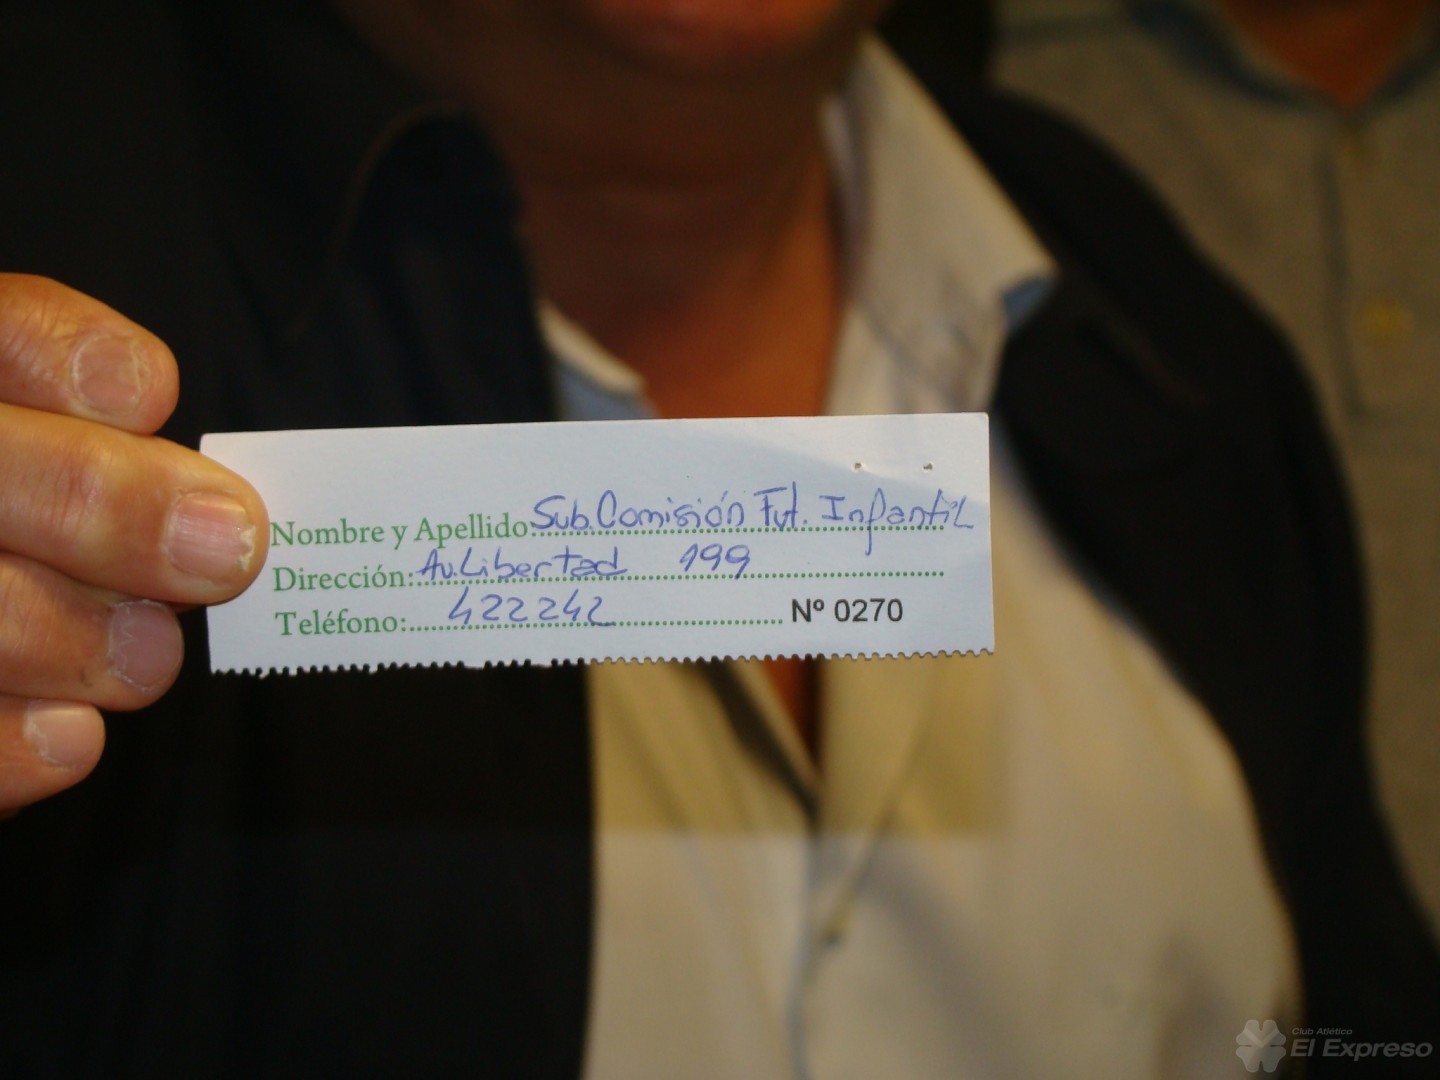 Nombre y Apellido: Sub.Comisión Fut. Infantil
Dirección: Av.Libertad 199
Teléfono: 422242 Nº 0270
Club Atlético
El Expreso